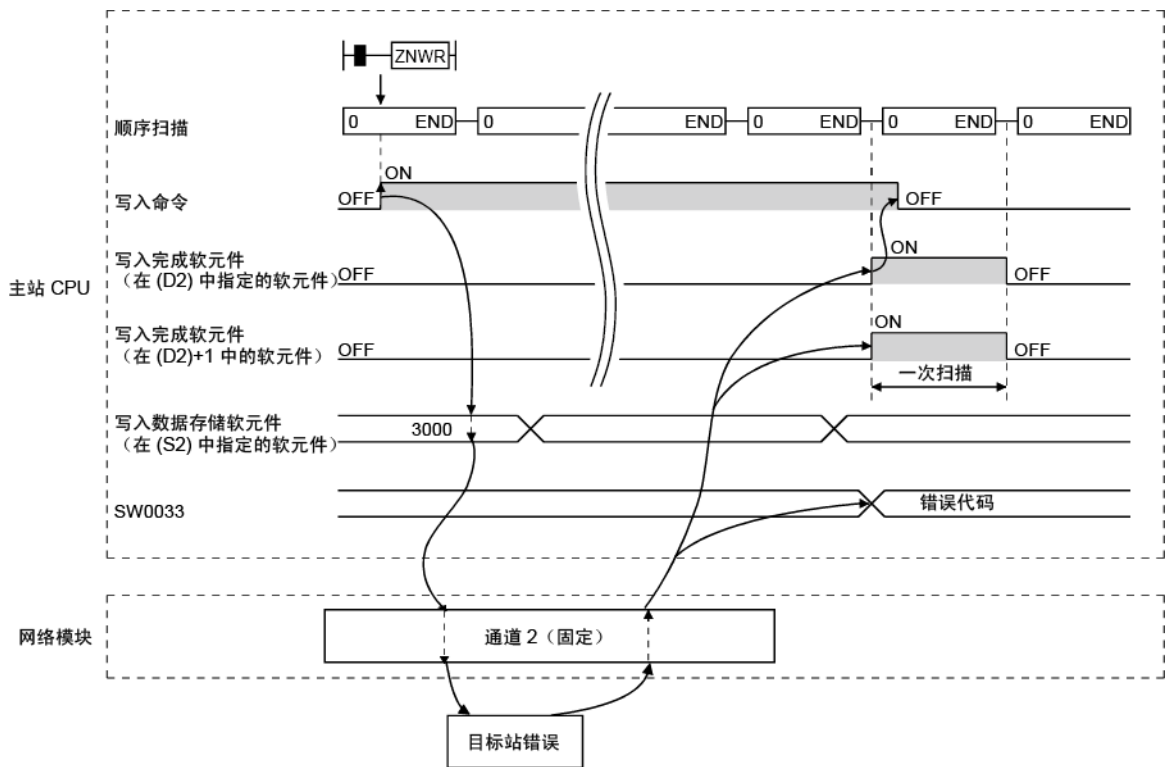 ZNWR
顺序扫描
0 END 0 END 0 END 0 END 0 END
ON
写入命令 OFF OFF
写入完成软元件 ON
（在 (D2) 中指定的软元件） OFF OFF
主站 CPU
写入完成软元件 ON
（在 (D2)+1 中的软元件） OFF OFF
一次扫描
写入数据存储软元件 3000
（在 (S2) 中指定的软元件）
SW0033 错误代码
网络模块 通道 2（固定）
目标站错误